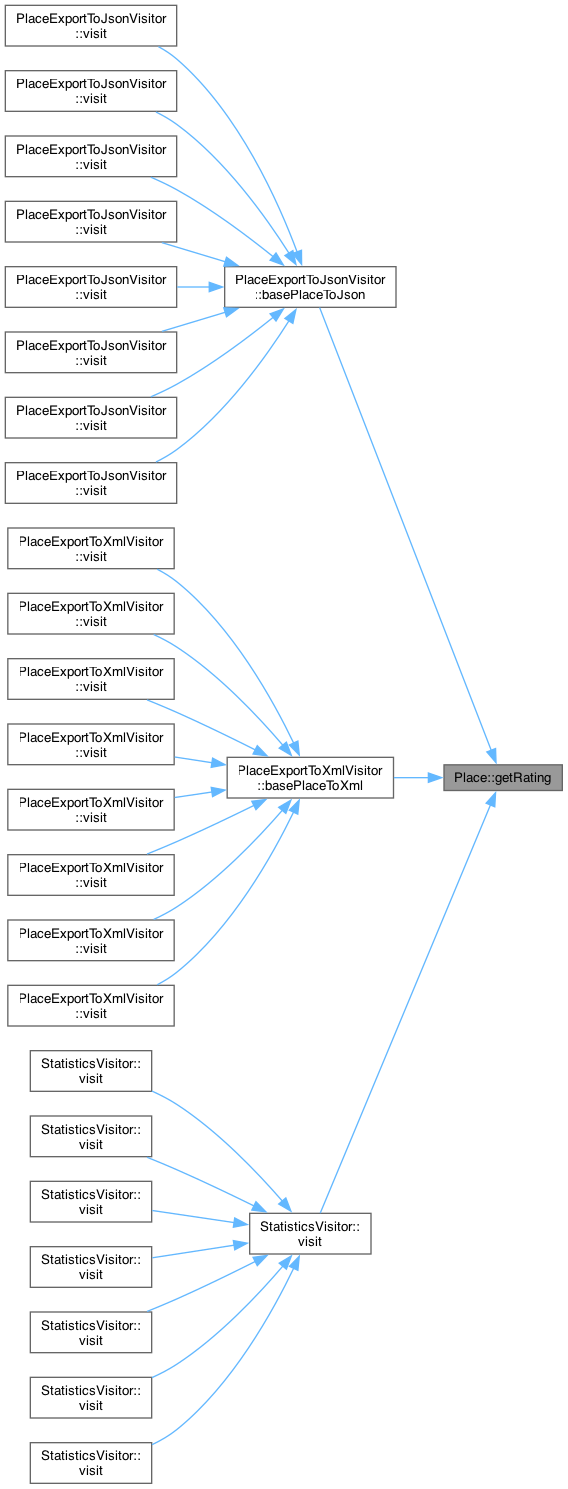 PlaceExportToJsonVisitor
::visit
PlaceExportToJsonVisitor
::visit
PlaceExportToJsonVisitor
::visit
PlaceExportToJsonVisitor
::visit
PlaceExportToJsonVisitor
::visit
PlaceExportToJsonVisitor
::visit
PlaceExportToJsonVisitor
::visit
PlaceExportToJsonVisitor
::visit
PlaceExportToJsonVisitor
::basePlaceToJson
PlaceExportToXmlVisitor
::visit
PlaceExportToXmlVisitor
::visit
PlaceExportToXmlVisitor
::visit
PlaceExportToXmlVisitor
::visit
PlaceExportToXmlVisitor
::visit
PlaceExportToXmlVisitor
::visit
PlaceExportToXmlVisitor
::visit
PlaceExportToXmlVisitor
::visit
PlaceExportToXmlVisitor
::basePlaceToXml
Place::getRating
StatisticsVisitor::
visit
StatisticsVisitor::
visit
StatisticsVisitor::
visit
StatisticsVisitor::
visit
StatisticsVisitor::
visit
StatisticsVisitor::
visit
StatisticsVisitor::
visit
StatisticsVisitor::
visit